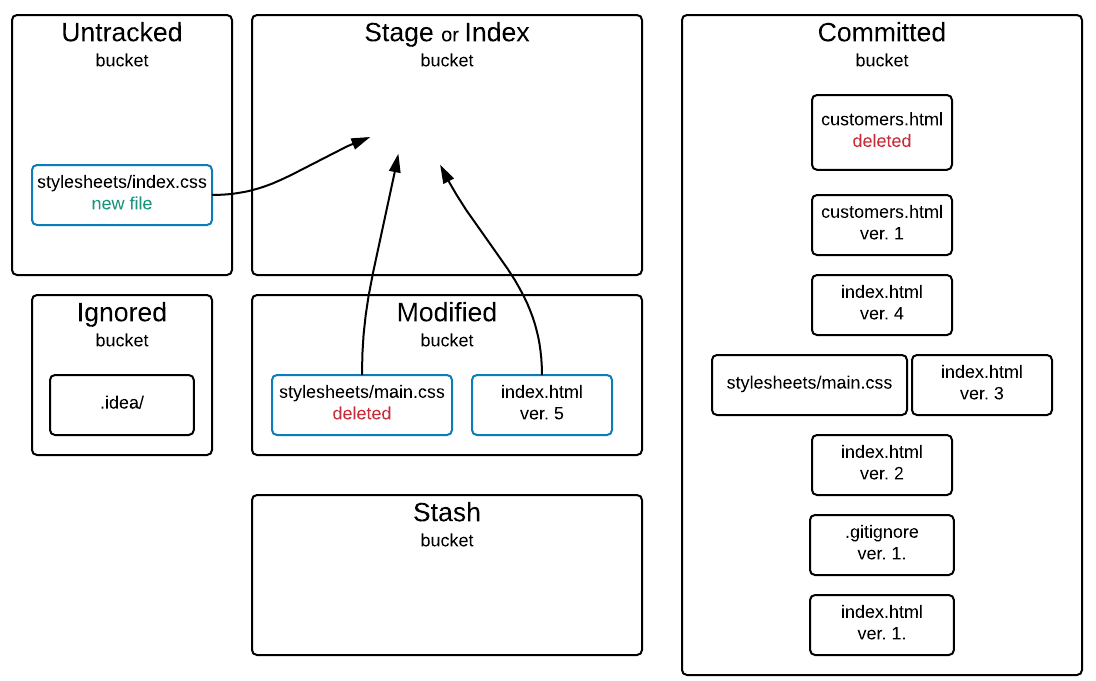 Untracked
bucket
stylesheets/index.css
new file
Stage or Index
bucket
Ignored
bucket
.idea/
Modified
bucket
stylesheets/main.css
deleted
index.html
ver. 5
Stash
bucket
Committed
bucket
customers.html
deleted
customers.html
ver. 1
index.html
ver. 4
stylesheets/main.css
index.html
ver. 3
index.html
ver. 2
.gitignore
ver. 1.
index.html
ver. 1.